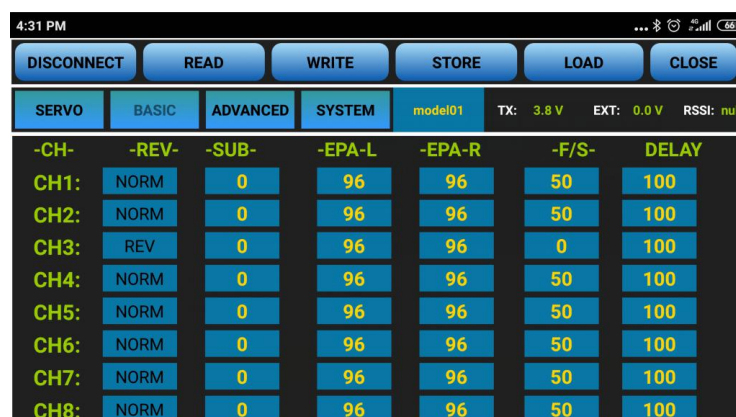 4:31 PM 4G 66
DISCONNECT READ WRITE STORE LOAD CLOSE
SERVO BASIC ADVANCED SYSTEM model01 TX: 3.8 V EXT: 0.0 V RSSI: nu
-CH- -REV- -SUB- -EPA-L -EPA-R -F/S- DELAY
CH1: NORM 0 96 96 50 100
CH2: NORM 0 96 96 50 100
CH3: REV 0 96 96 0 100
CH4: NORM 0 96 96 50 100
CH5: NORM 0 96 96 50 100
CH6: NORM 0 96 96 50 100
CH7: NORM 0 96 96 50 100
CH8: NORM 0 96 96 50 100